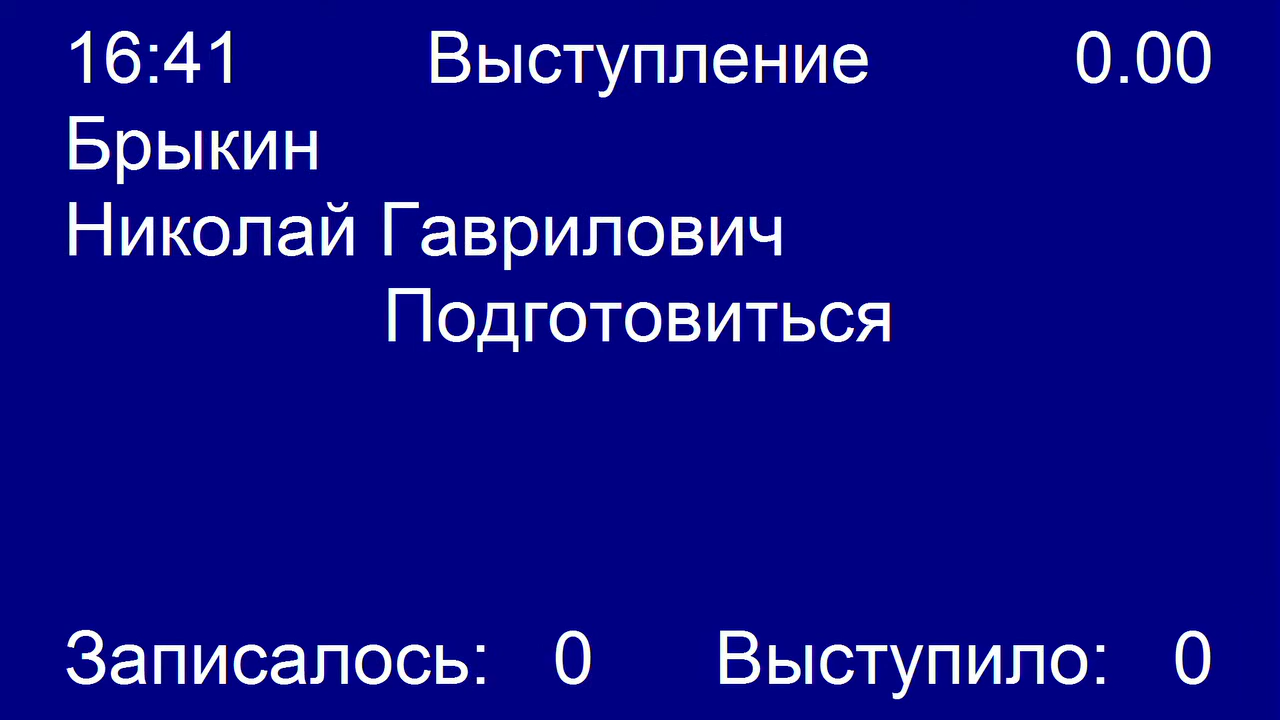 16:41 Выступление 0.00
Брыкин
Николай Гаврилович
Подготовиться
Записалось: 0 Выступило: 0